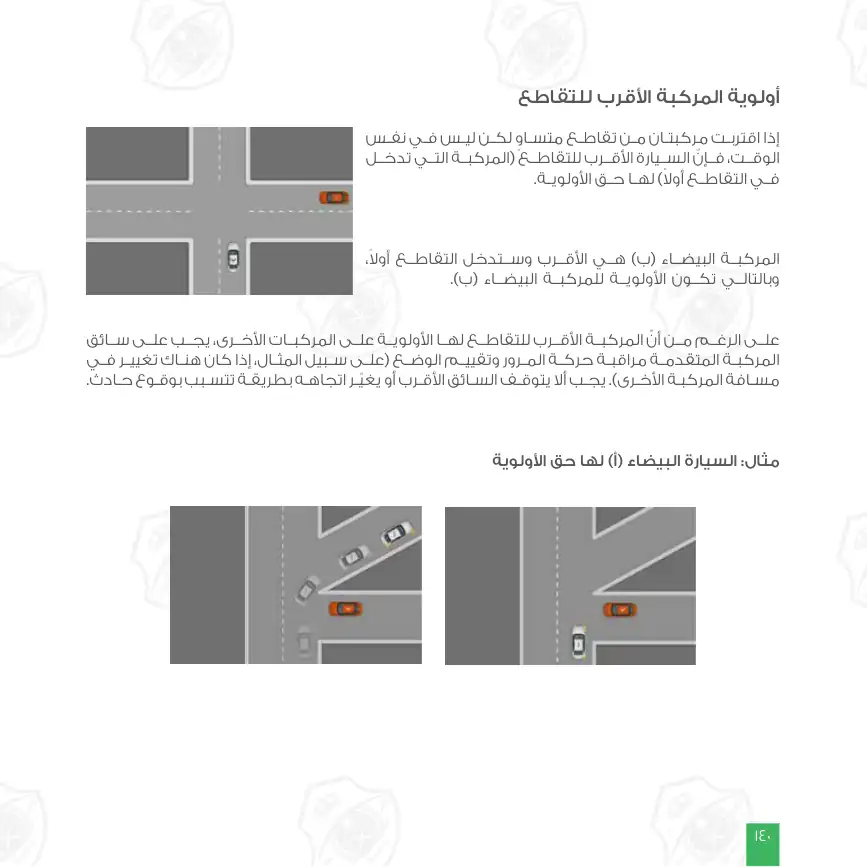 أولوية المركبة الأقرب للتقاطع
إذا اقتربت مركبتان من تقاطع متساو لكن ليس في نفس
الوقت، فإنّ السيارة الأقرب للتقاطع (المركبة التي تدخل
في التقاطع أولاً) لها حق الأولوية.
المركبة البيضاء (ب) هي الأقرب وستدخل التقاطع أولاً،
وبالتالي تكون الأولوية للمركبة البيضاء (ب).
على الرغم من أنّ المركبة الأقرب للتقاطع لها الأولوية على المركبات الأخرى، يجب على سائق
المركبة المتقدمة مراقبة حركة المرور وتقييم الوضع (على سبيل المثال، إذا كان هناك تغيير في
مسافة المركبة الأخرى). يجب ألا يتوقف السائق الأقرب أو يغيّر اتجاهه بطريقة تتسبب بوقوع حادث.
مثال: السيارة البيضاء (أ) لها حق الأولوية
١٤٠